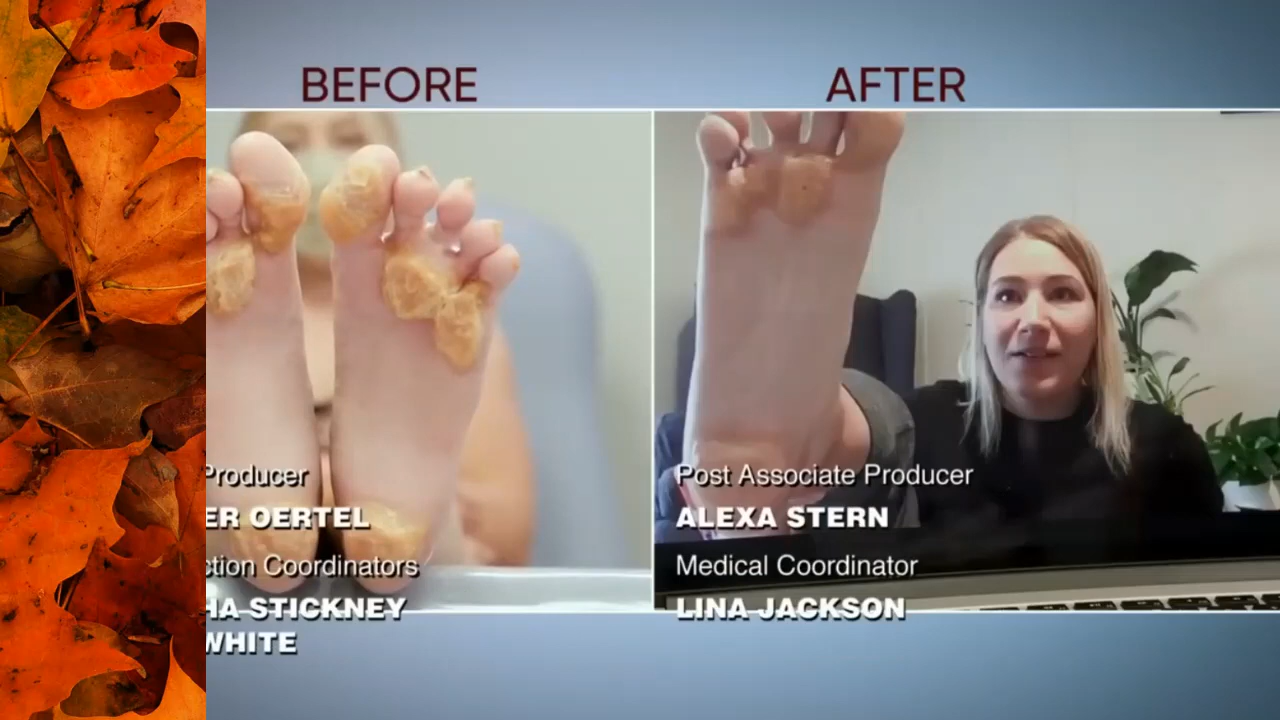 BEFORE
AFTER
Producer
ER OERTEL
ction Coordinators
HA STICKNEY
WHITE
Post Associate Producer
ALEXA STERN
Medical Coordinator
LINA JACKSON